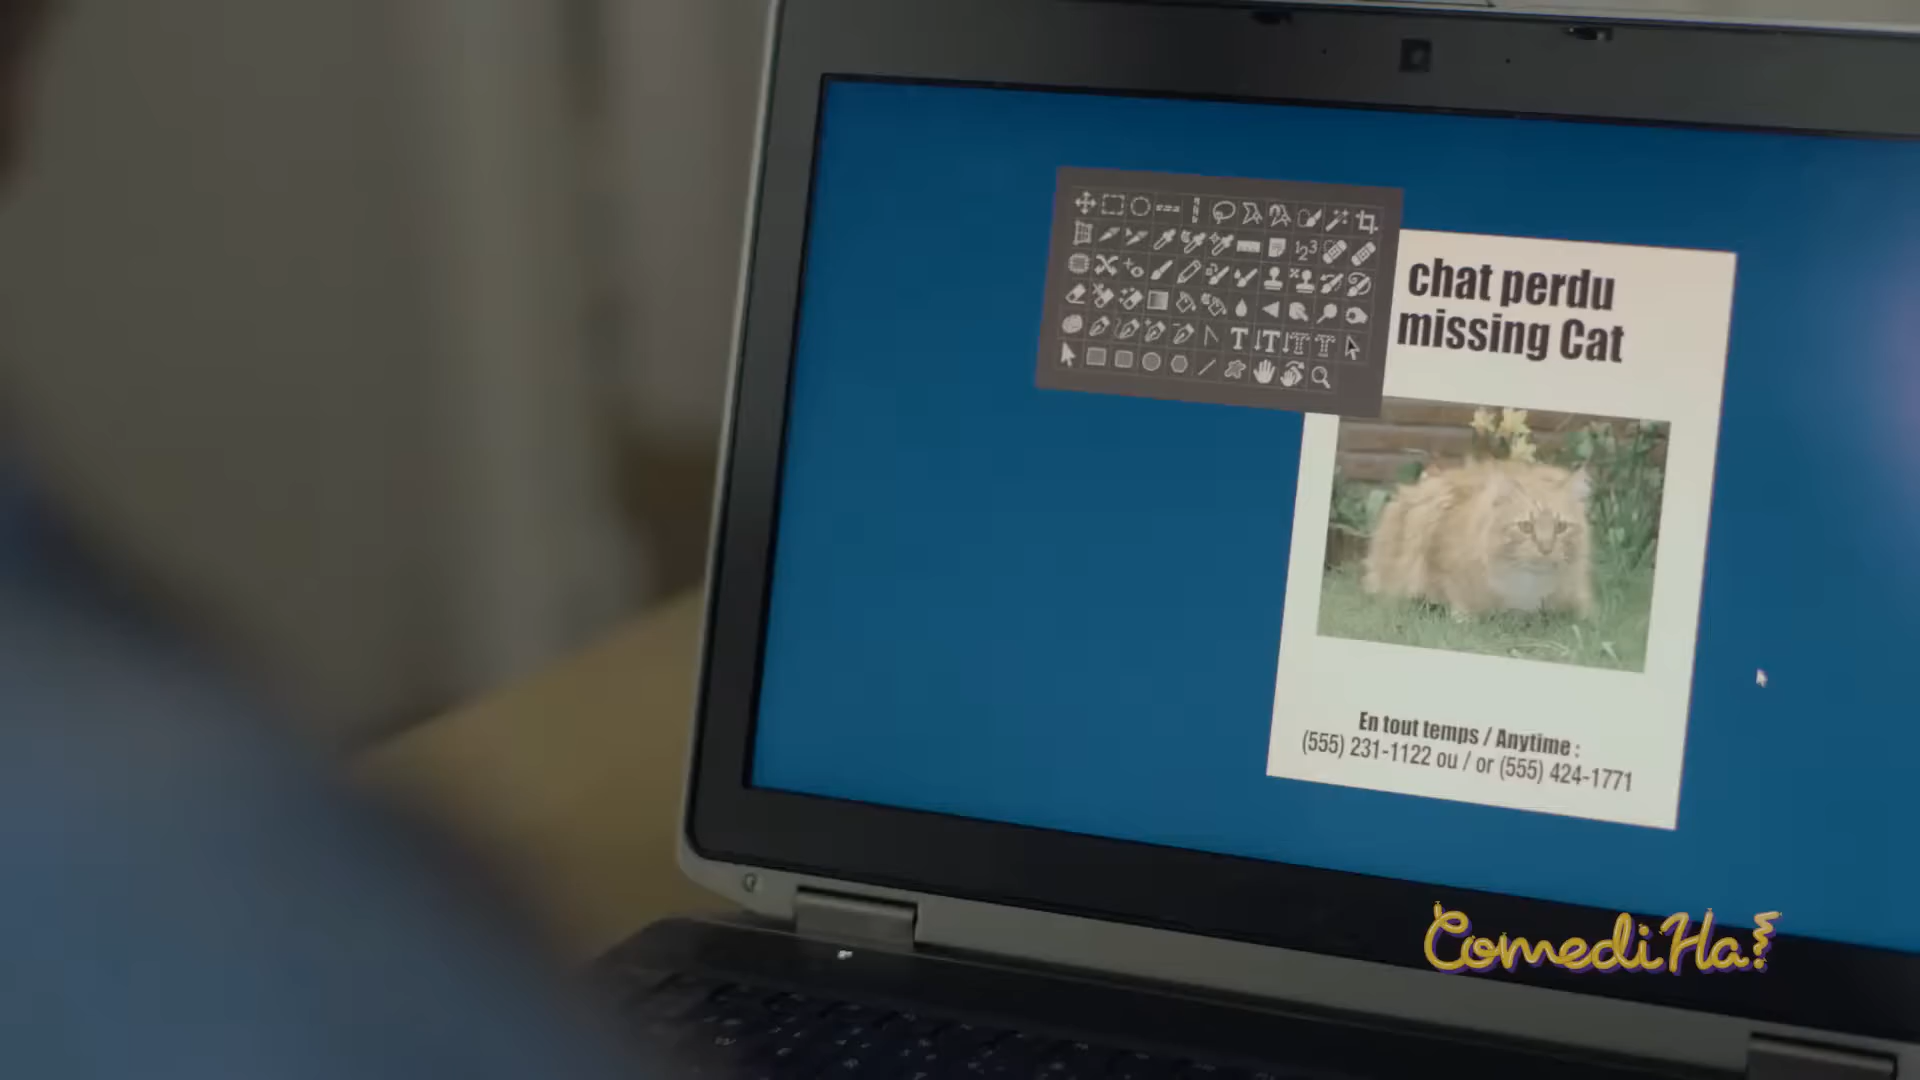 chat perdu
missing Cat
En tout temps / Anytime :
(555) 231-1122 ou / or (555) 424-1771
ComediHa!